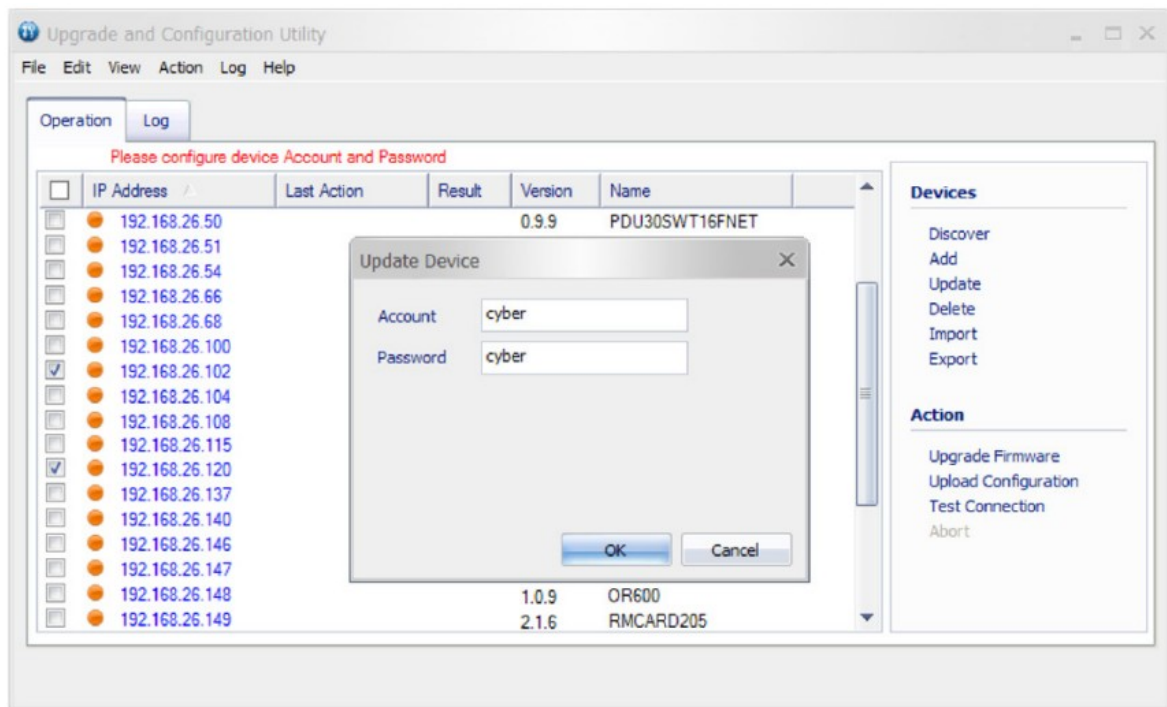 Upgrade and Configuration Utility
File Edit View Action Log Help
Operation Log
Please configure device Account and Password
IP Address Last Action Result Version Name
192.168.26.50 0.9.9 PDU30SWT16FNET
192.168.26.51
192.168.26.54
192.168.26.66
192.168.26.68
192.168.26.100
192.168.26.102
192.168.26.104
192.168.26.108
192.168.26.115
192.168.26.120
192.168.26.137
192.168.26.140
192.168.26.146
192.168.26.147
192.168.26.148 1.0.9 OR600
192.168.26.149 2.1.6 RMCARD205
Update Device
Account cyber
Password cyber
OK Cancel
Devices
Discover
Add
Update
Delete
Import
Export
Action
Upgrade Firmware
Upload Configuration
Test Connection
Abort